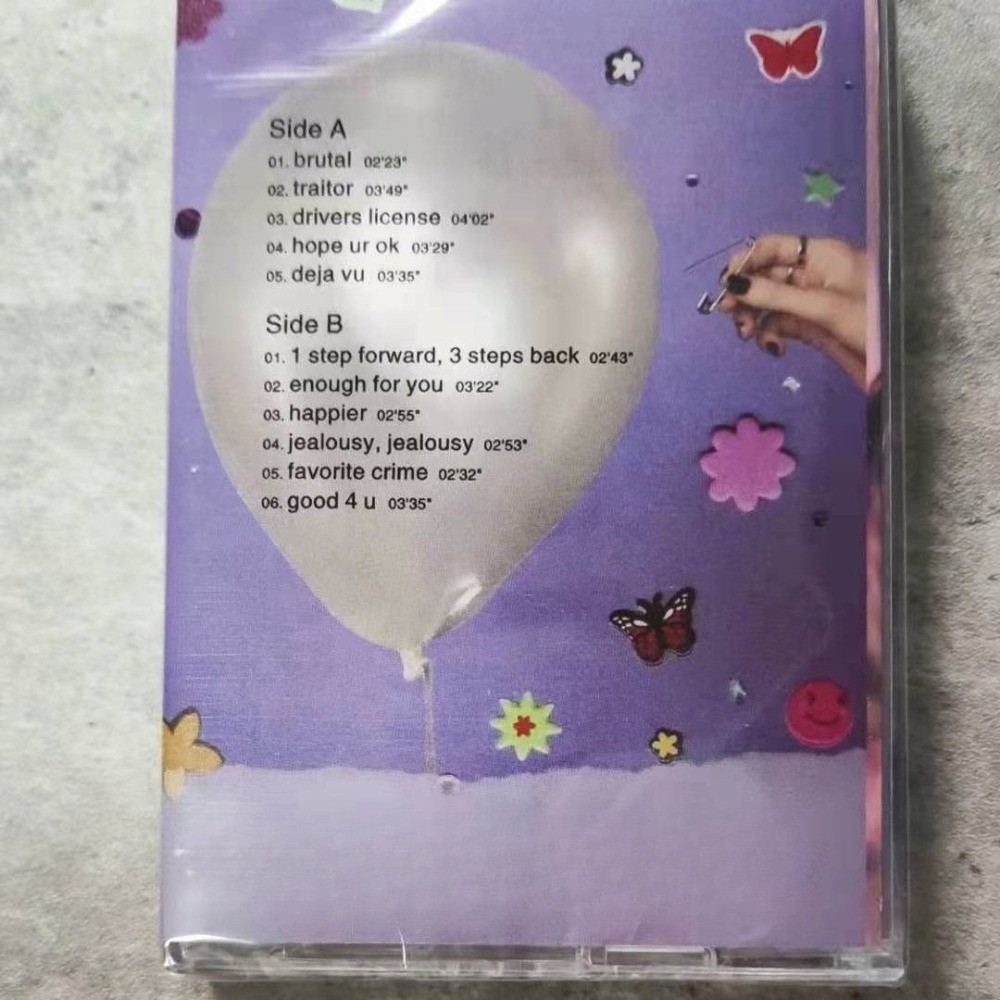 Side A
01. brutal 02'23"
02. traitor 03'49"
03. drivers license 04'02"
04. hope ur ok 03'29"
05. deja vu 03'35"
Side B
01. 1 step forward, 3 steps back 02'43"
02. enough for you 03'22"
03. happier 02'55"
04. jealousy, jealousy 02'53"
05. favorite crime 02'32"
06. good 4 u 03'35"